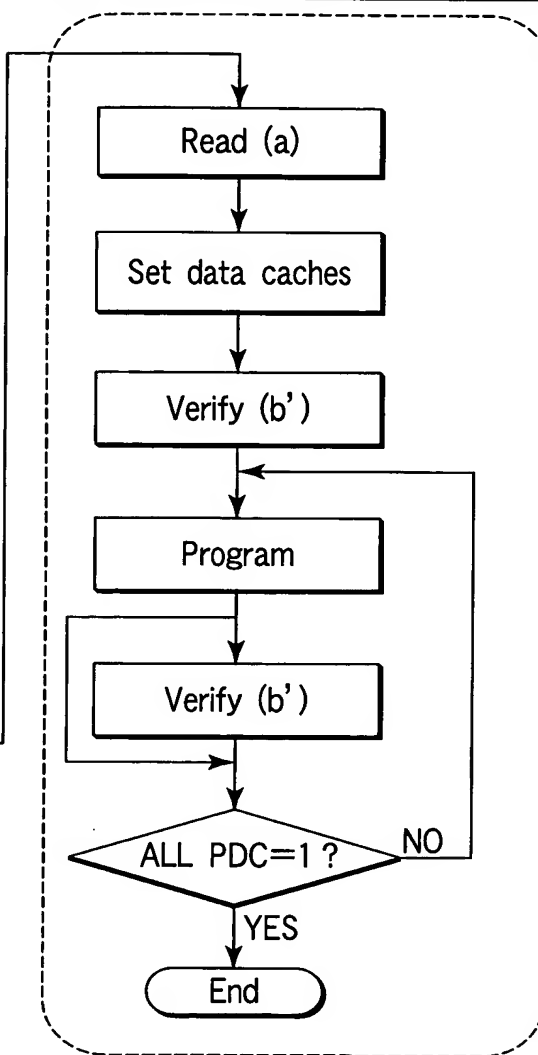 Read (a)
Set data caches
Verify (b')
Program
Verify (b')
ALL PDC=1 ?
NO
YES
End